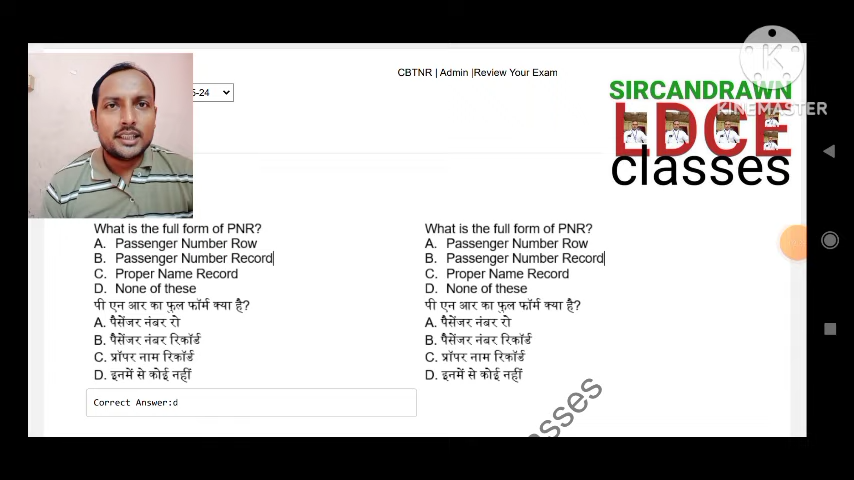 CBTNR | Admin |Review Your Exam
5-24
SIRCANDRAWN
KINEMASTER
LDCE
classes
What is the full form of PNR?
A. Passenger Number Row
B. Passenger Number Record
C. Proper Name Record
D. None of these
पी एन आर का फुल फॉर्म क्या है?
A. पैसेंजर नंबर रो
B. पैसेंजर नंबर रिकॉर्ड
C. प्रॉपर नाम रिकॉर्ड
D. इनमें से कोई नहीं
Correct Answer:d
What is the full form of PNR?
A. Passenger Number Row
B. Passenger Number Record
C. Proper Name Record
D. None of these
पी एन आर का फुल फॉर्म क्या है?
A. पैसेंजर नंबर रो
B. पैसेंजर नंबर रिकॉर्ड
C. प्रॉपर नाम रिकॉर्ड
D. इनमें से कोई नहीं
asses